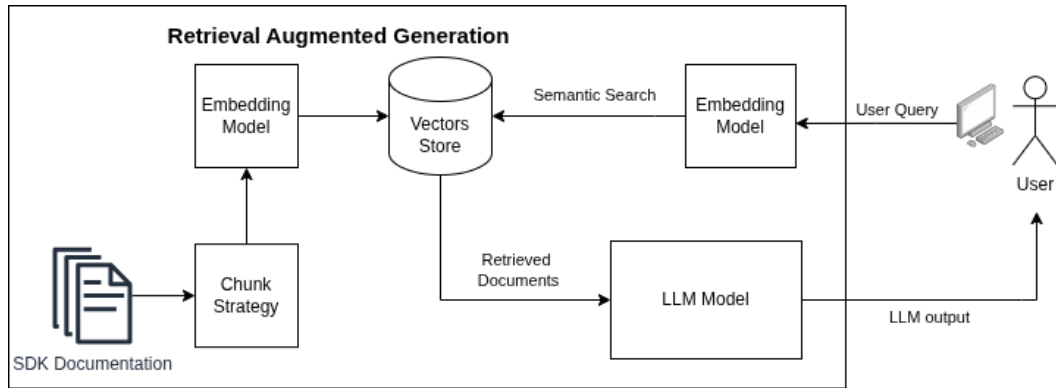 Retrieval Augmented Generation
Embedding
Model
Vectors
Store
Semantic Search
Embedding
Model
User Query
User
Chunk
Strategy
SDK Documentation
Retrieved
Documents
LLM Model
LLM output